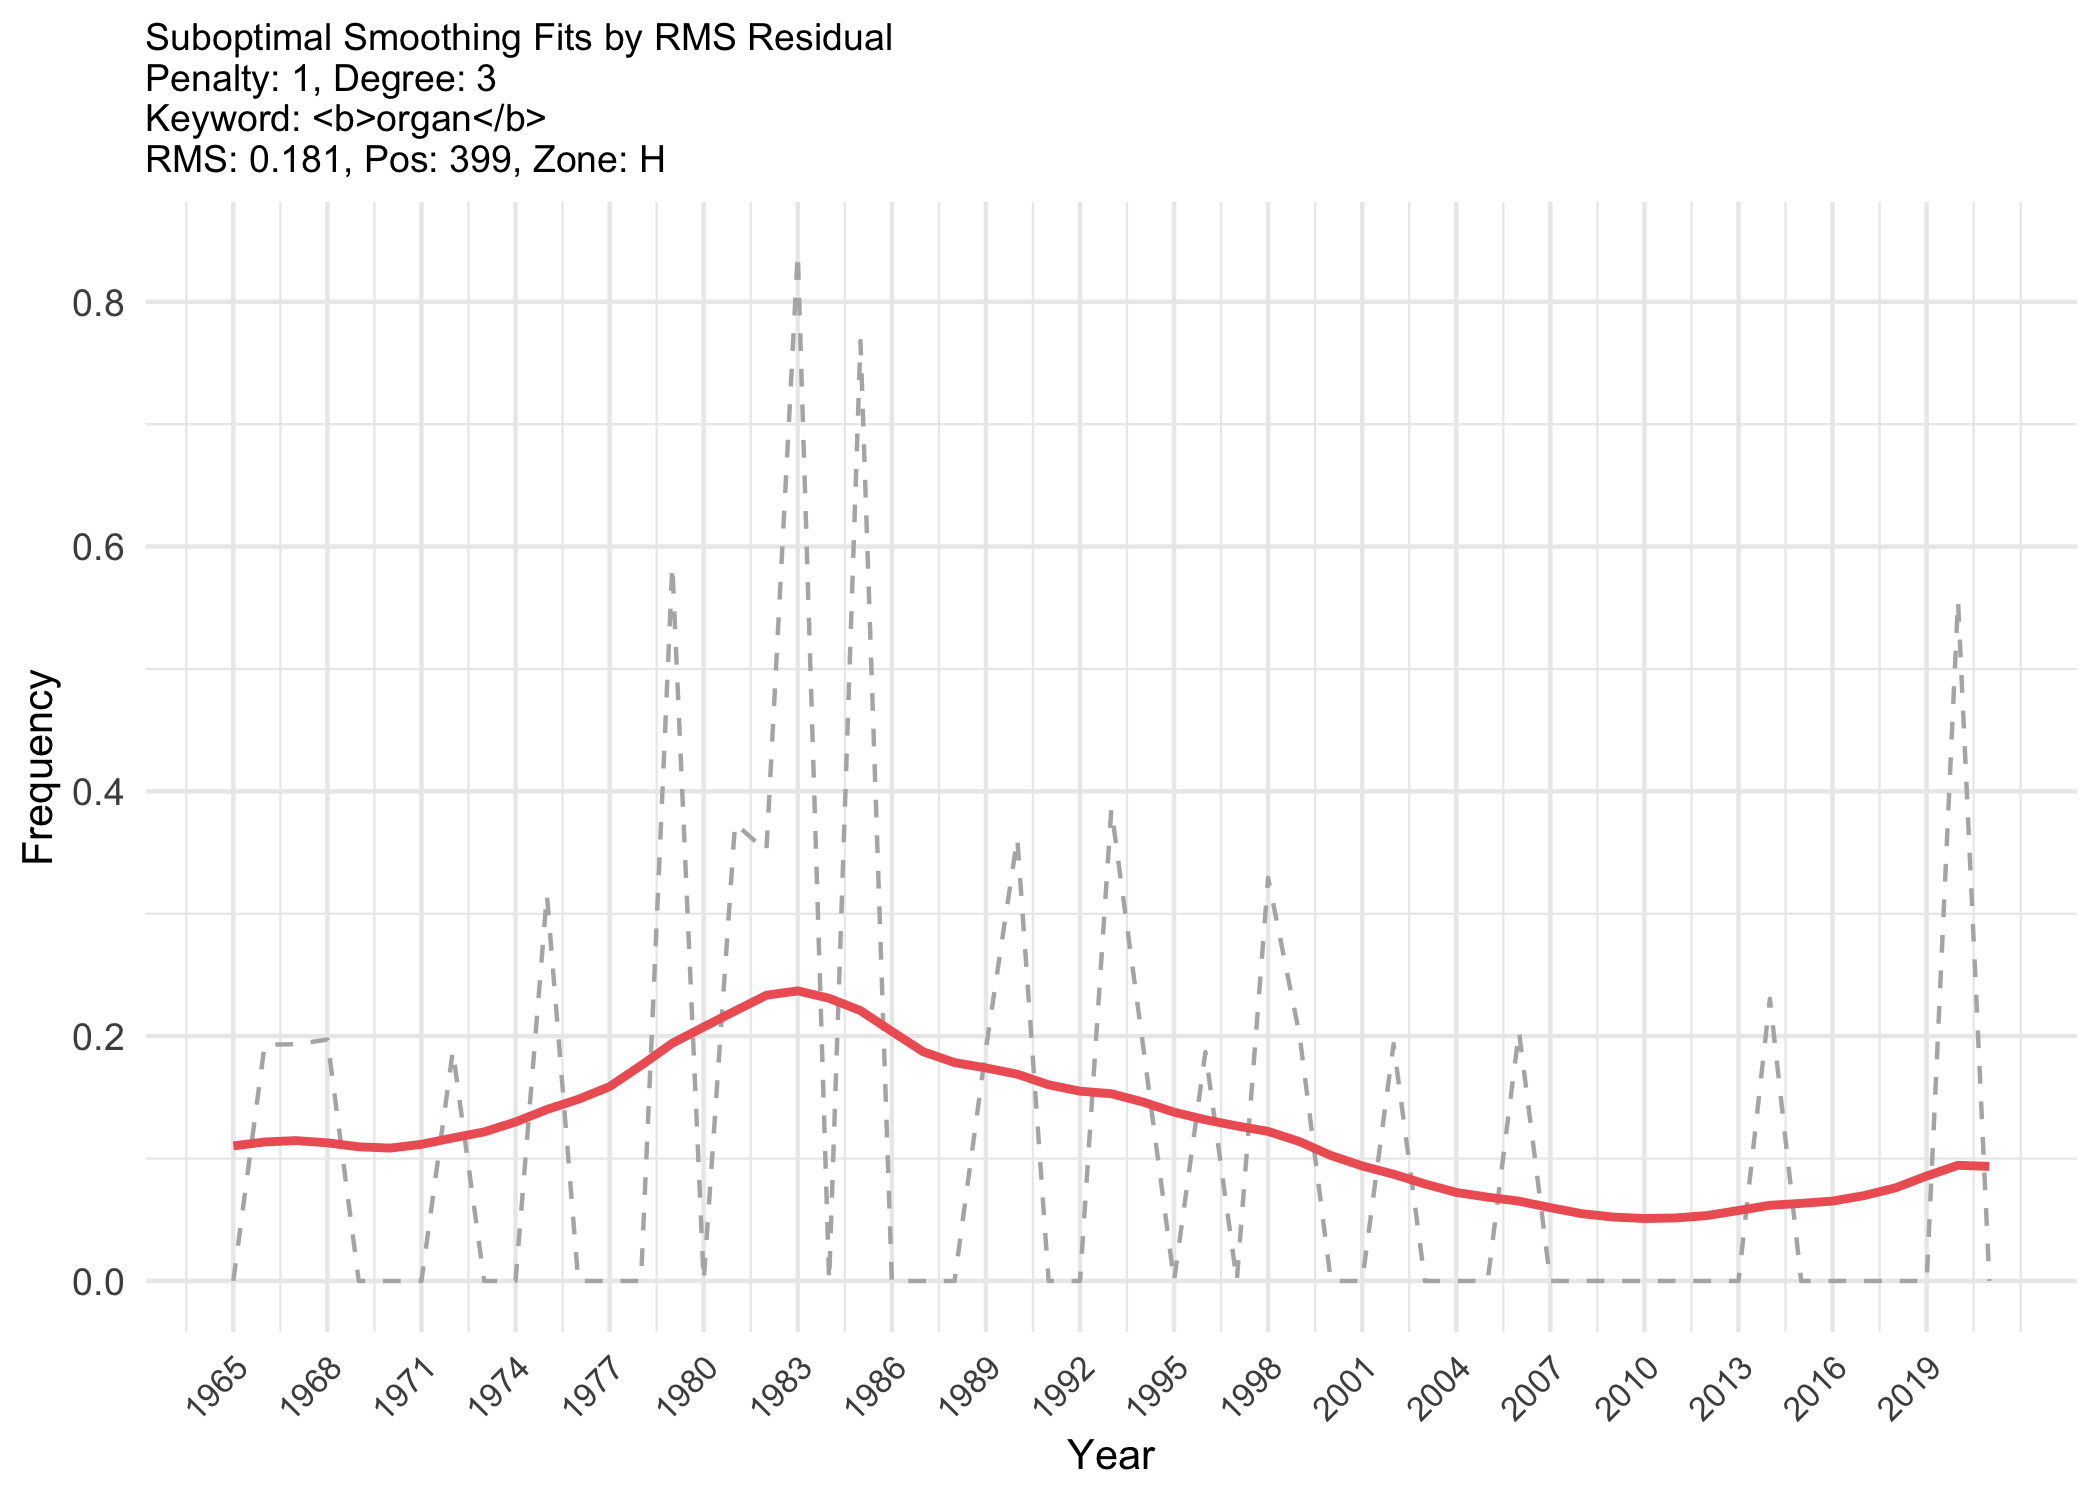 Suboptimal Smoothing Fits by RMS Residual
Penalty: 1, Degree: 3
Keyword: <b>organ</b>
RMS: 0.181, Pos: 399, Zone: H
Frequency
0.8
0.6
0.4
0.2
0.0
1965 1968 1971 1974 1977 1980 1983 1986 1989 1992 1995 1998 2001 2004 2007 2010 2013 2016 2019
Year